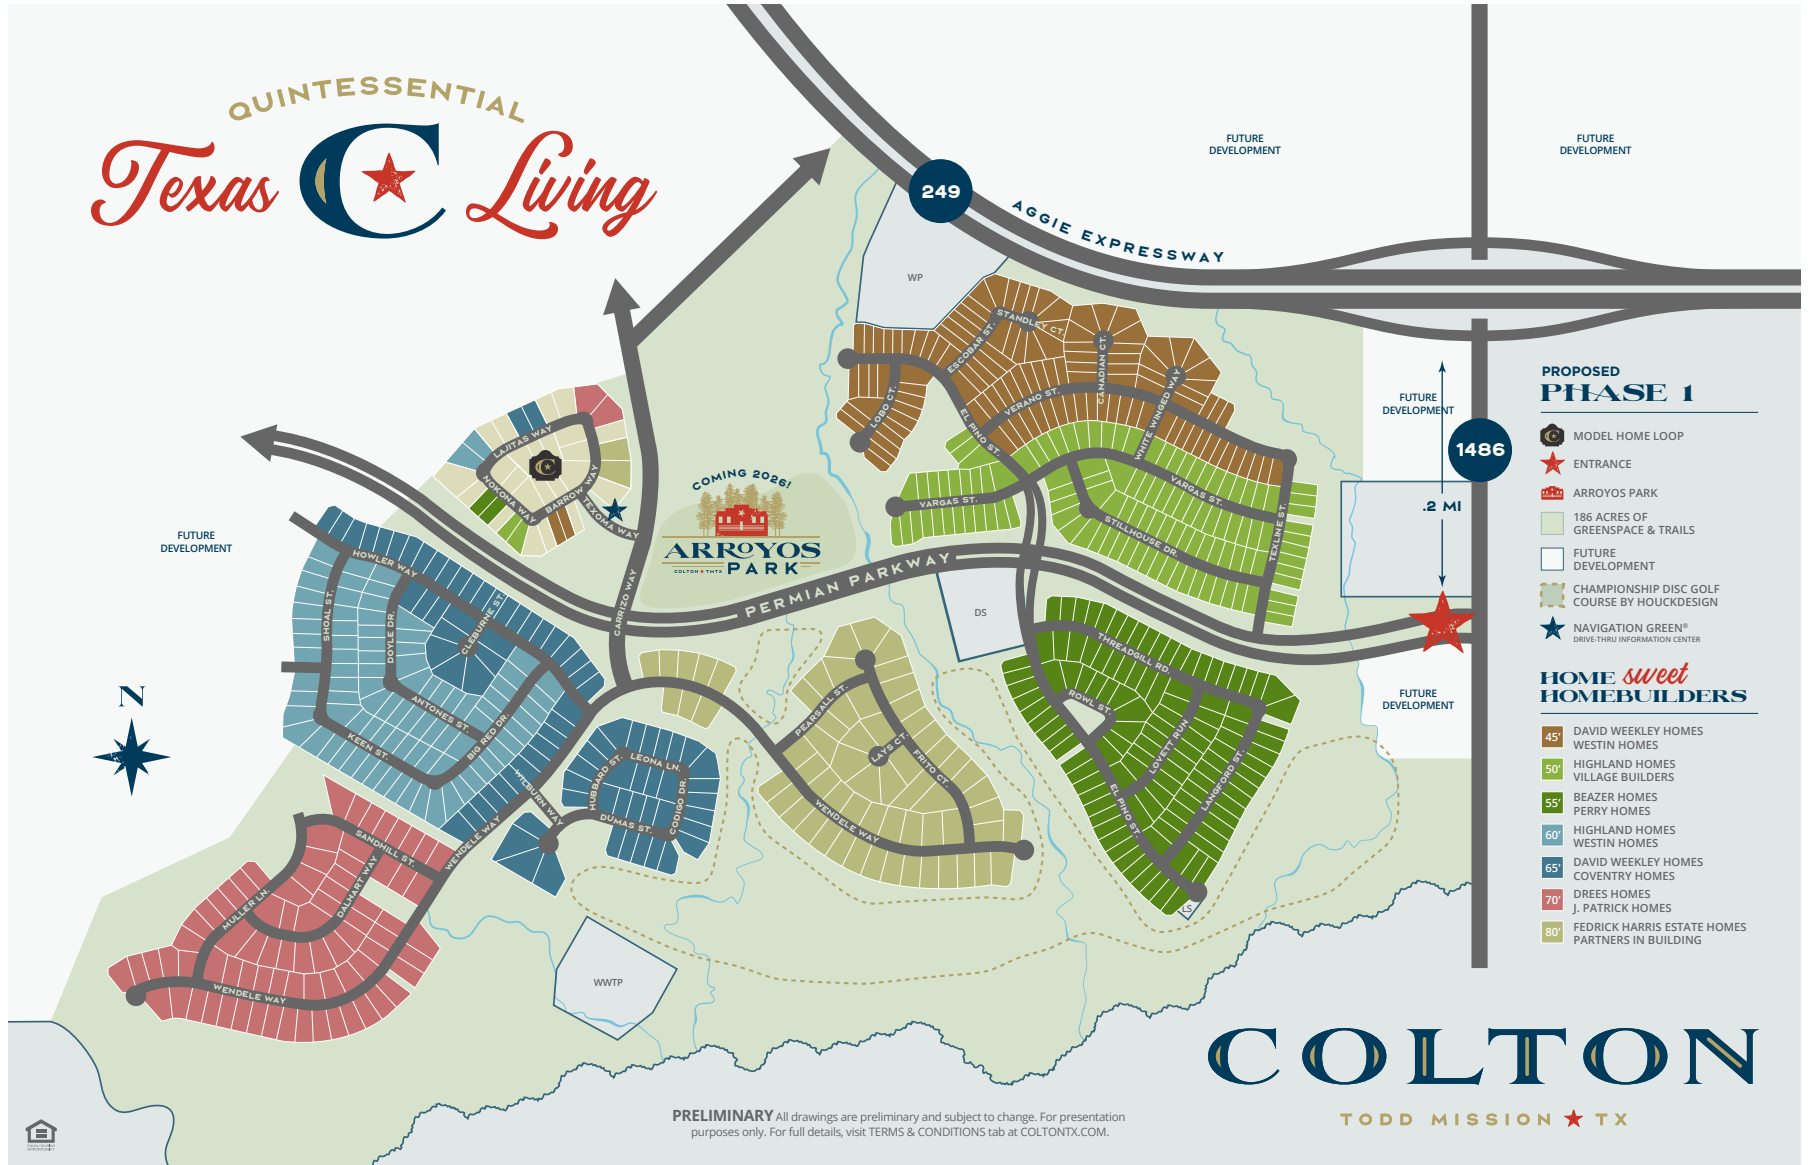 QUINTESSENTIAL
Texas C Living
249
AGGIE EXPRESSWAY
FUTURE
DEVELOPMENT
FUTURE
DEVELOPMENT
WP
STANDLEY CT.
ESCOBAR ST.
CANADIAN CT.
WHITE WINGED WAY
VERANO ST.
LOBO CT.
EL PINO ST.
VARGAS ST.
VARGAS ST.
STILLHOUSE DR.
TEXLINE ST.
FUTURE
DEVELOPMENT
1486
.2 MI
LAJITAS WAY
NOKONA WAY
BARROW WAY
TEXOMA WAY
C
CARRIZO WAY
COMING 2026!
ARROYOS
COLTON ★ TMTX PARK
PERMIAN PARKWAY
DS
FUTURE
DEVELOPMENT
HOWLER WAY
SHOAL ST.
DOYLE DR.
CLEBURNE ST.
ANTONES ST.
BIG RED DR.
KEEN ST.
WILBURN WAY
HUBBARD ST.
LEONA LN.
DUMAS ST.
CODIGO DR.
WENDELE WAY
SANDHILL ST.
DALHART WAY
MULLER LN.
WENDELE WAY
PEARSALL ST.
LAYS CT.
FRITO CT.
WENDELE WAY
THREADGILL RD.
ROWL ST.
LOVETT RUN
LANGFORD ST.
EL PINO ST.
LS
WWTP
FUTURE
DEVELOPMENT
N
PROPOSED
PHASE 1
C MODEL HOME LOOP
ENTRANCE
ARROYOS PARK
186 ACRES OF
GREENSPACE & TRAILS
FUTURE
DEVELOPMENT
CHAMPIONSHIP DISC GOLF
COURSE BY HOUCKDESIGN
NAVIGATION GREEN®
DRIVE-THRU INFORMATION CENTER
HOME sweet
HOMEBUILDERS
45' DAVID WEEKLEY HOMES
WESTIN HOMES
50' HIGHLAND HOMES
VILLAGE BUILDERS
55' BEAZER HOMES
PERRY HOMES
60' HIGHLAND HOMES
WESTIN HOMES
65' DAVID WEEKLEY HOMES
COVENTRY HOMES
70' DREES HOMES
J. PATRICK HOMES
80' FEDRICK HARRIS ESTATE HOMES
PARTNERS IN BUILDING
COLTON
TODD MISSION ★ TX
PRELIMINARY All drawings are preliminary and subject to change. For presentation
purposes only. For full details, visit TERMS & CONDITIONS tab at COLTONTX.COM.
EQUAL HOUSING
OPPORTUNITY